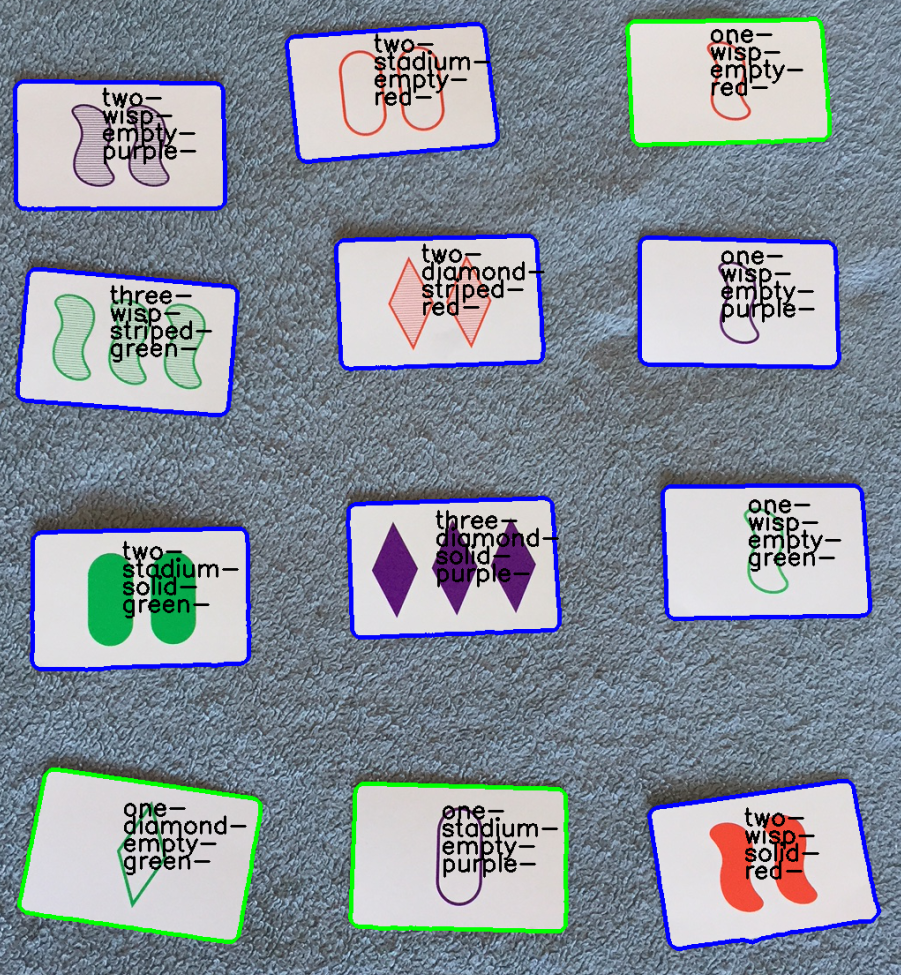 two-
stadium-
empty-
red-
one-
wisp-
empty-
red-
two-
wisp-
empty-
purple-
two-
diamond-
striped-
red-
one-
wisp-
empty-
purple-
three-
wisp-
striped-
green-
one-
wisp-
empty-
green-
three-
diamond-
solid-
purple-
two-
stadium-
solid-
green-
one-
diamond-
empty-
green-
one-
stadium-
empty-
purple-
two-
wisp-
solid-
red-